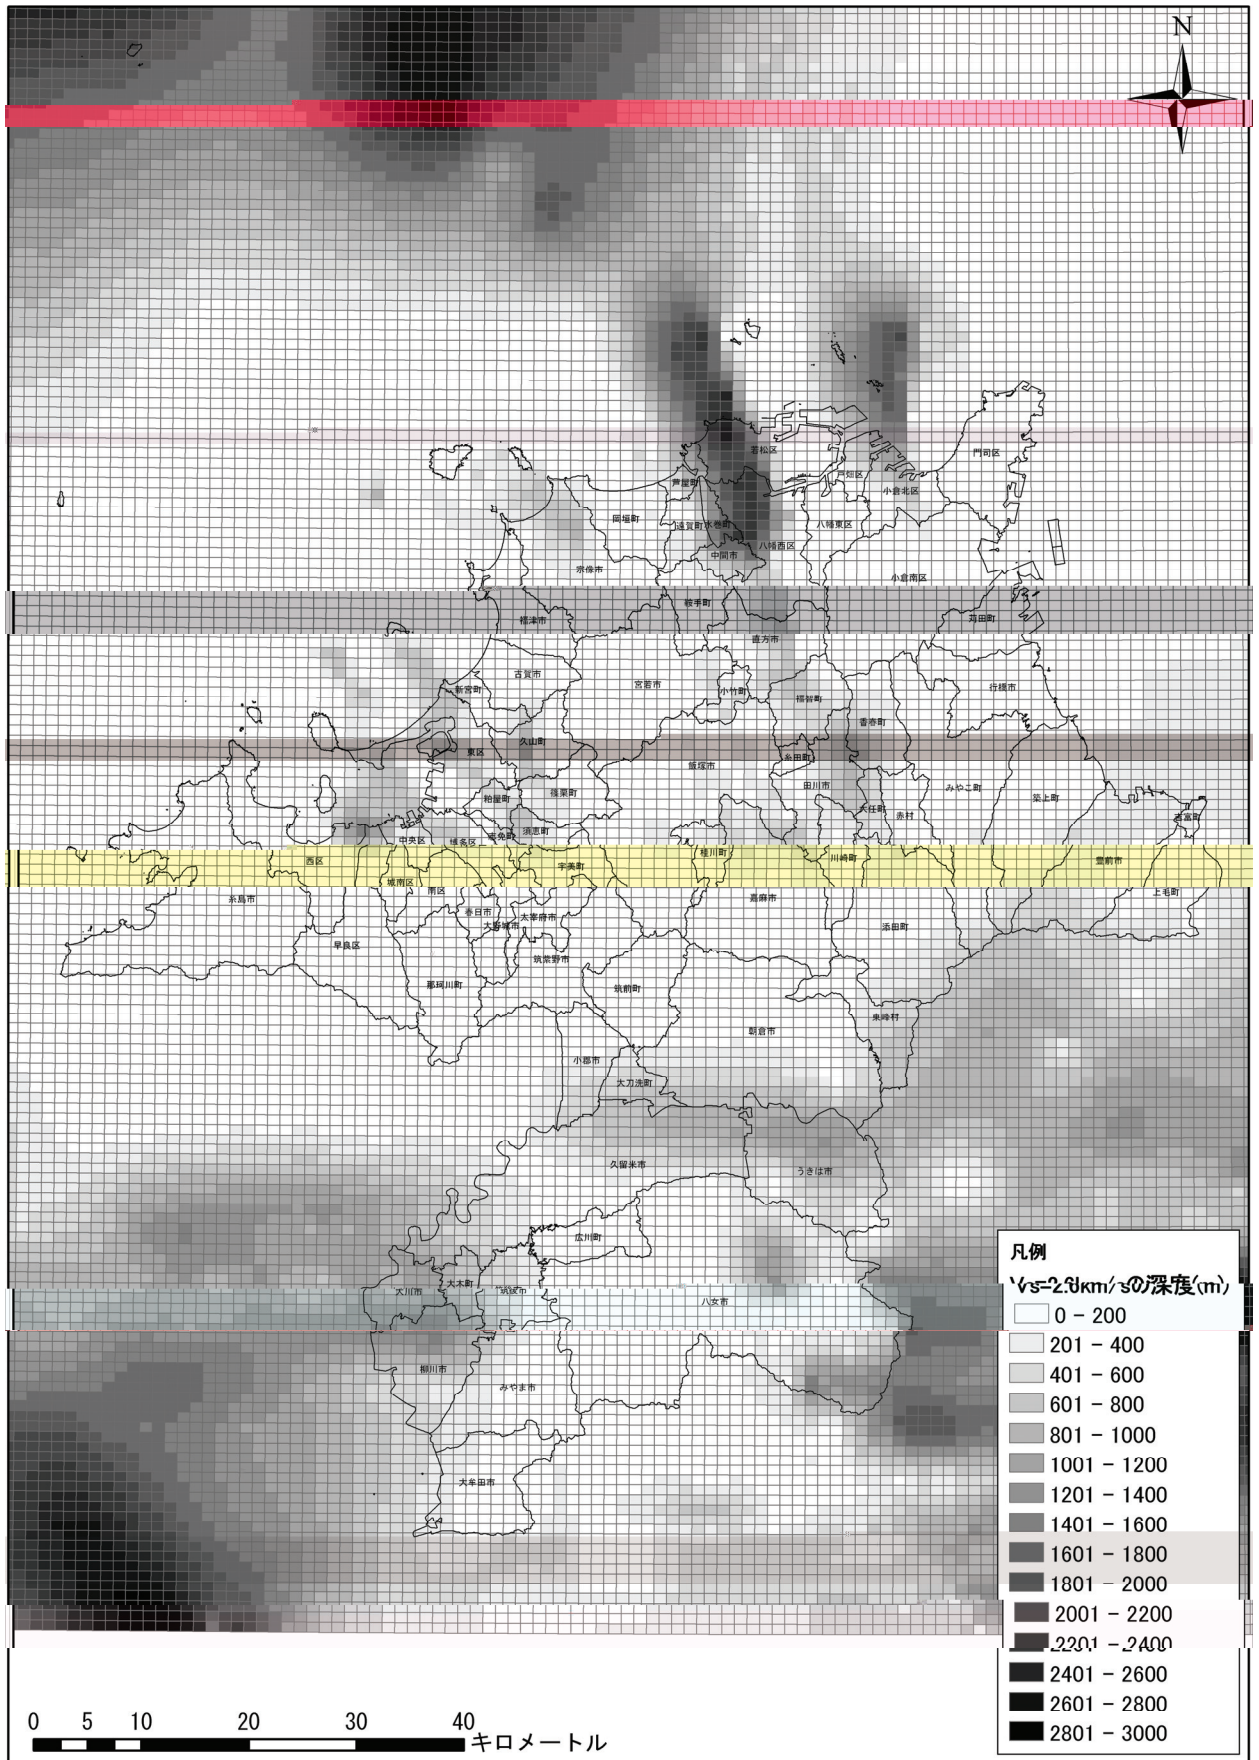 N
若松区
門司区
芦屋町
戸畑区
小倉北区
岡垣町
遠賀町
水巻町
八幡東区
八幡西区
中間市
宗像市
小倉南区
鞍手町
福津市
苅田町
直方市
古賀市
新宮町
宮若市
小竹町
行橋市
福智町
香春町
久山町
東区
糸田町
飯塚市
田川市
みやこ町
篠栗町
粕屋町
築上町
大任町
赤村
吉富町
須恵町
志免町
中央区
博多区
桂川町
川崎町
西区
豊前市
宇美町
城南区
南区
上毛町
糸島市
嘉麻市
春日市
太宰府市
大野城市
添田町
早良区
筑紫野市
那珂川町
筑前町
東峰村
朝倉市
小郡市
大刀洗町
久留米市
うきは市
広川町
大木町
大川市
筑後市
八女市
柳川市
みやま市
大牟田市
凡例
の深度(m)
0 - 200
201 - 400
401 - 600
601 - 800
801 - 1000
1001 - 1200
1201 - 1400
1401 - 1600
1601 - 1800
1801 - 2000
2001 - 2200
2201 - 2400
2401 - 2600
2601 - 2800
2801 - 3000
0 5 10 20 30 40
キロメートル